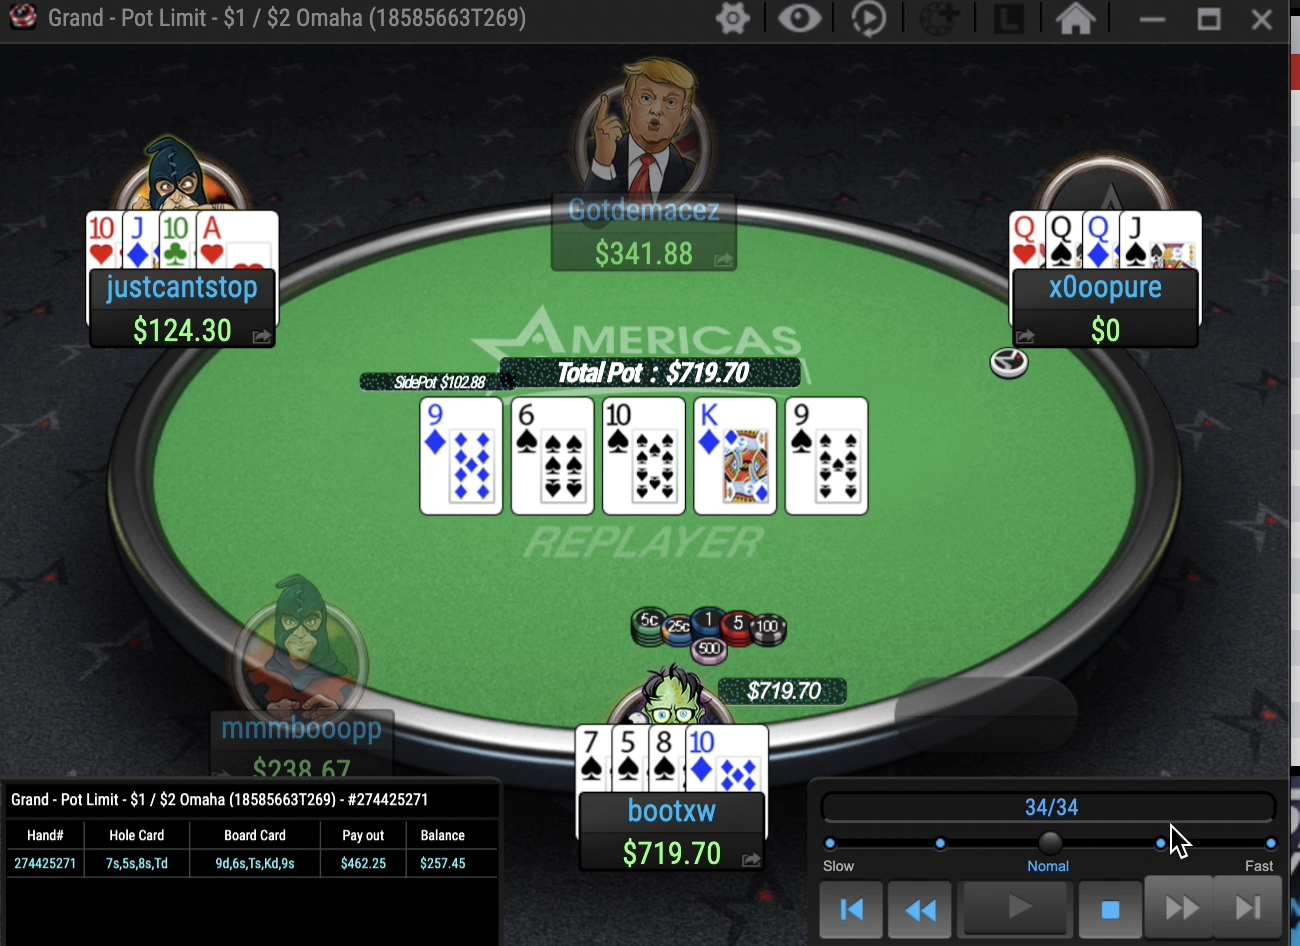 Grand - Pot Limit - $1 / $2 Omaha (18585663T269)
L
10 J 10 A
justcantstop
$124.30
Gotdemacez
$341.88
Q Q Q J
x0oopure
$0
AMERICAS
SidePot $102.88
Total Pot : $719.70
9 6 10 K 9
REPLAYER
5c 25c 1 5 100
500
$719.70
mmmbooopp
$238.67
7 5 8 10
bootxw
$719.70
Grand - Pot Limit - $1 / $2 Omaha (18585663T269) - #274425271
Hand# Hole Card Board Card Pay out Balance
274425271 7s,5s,8s,Td 9d,6s,Ts,Kd,9s $462.25 $257.45
34/34
Slow Nomal Fast